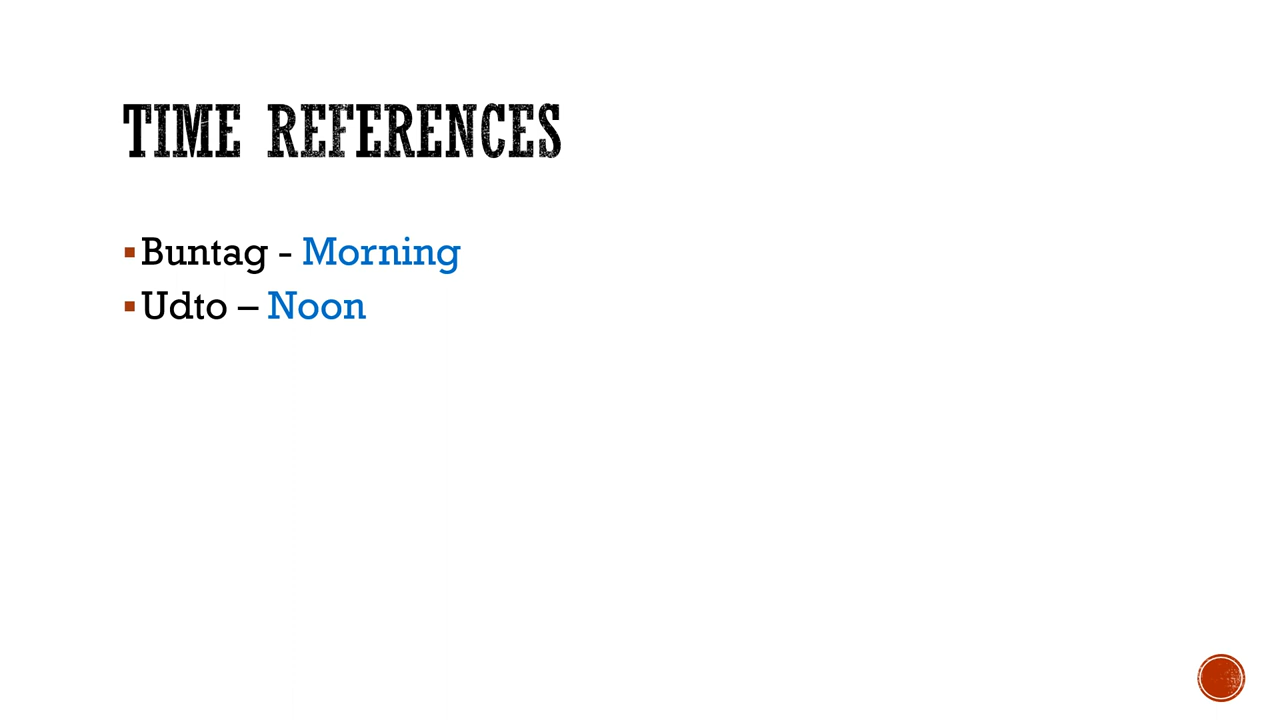 TIME REFERENCES
▪Buntag - Morning
▪Udto – Noon